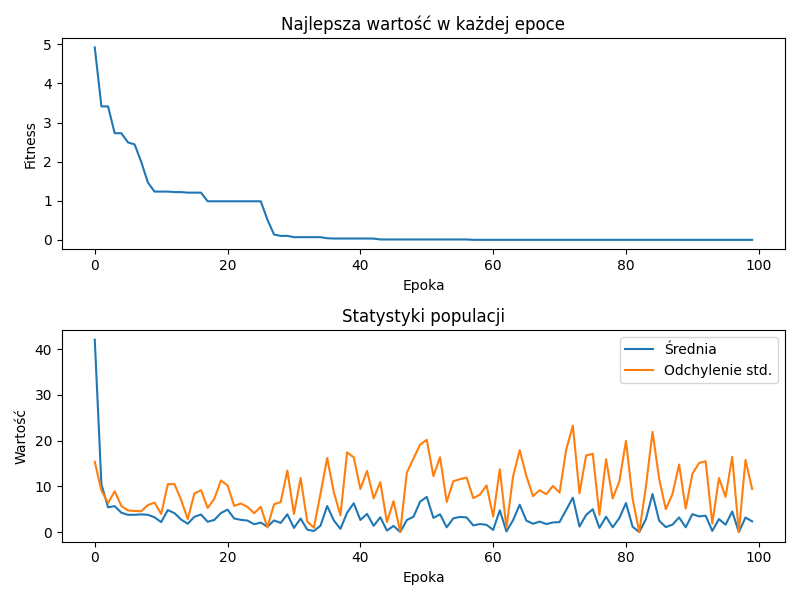 Najlepsza wartość w każdej epoce
Fitness
5
4
3
2
1
0
0 20 40 60 80 100
Epoka
Statystyki populacji
Wartość
40
30
20
10
0
Średnia
Odchylenie std.
0 20 40 60 80 100
Epoka